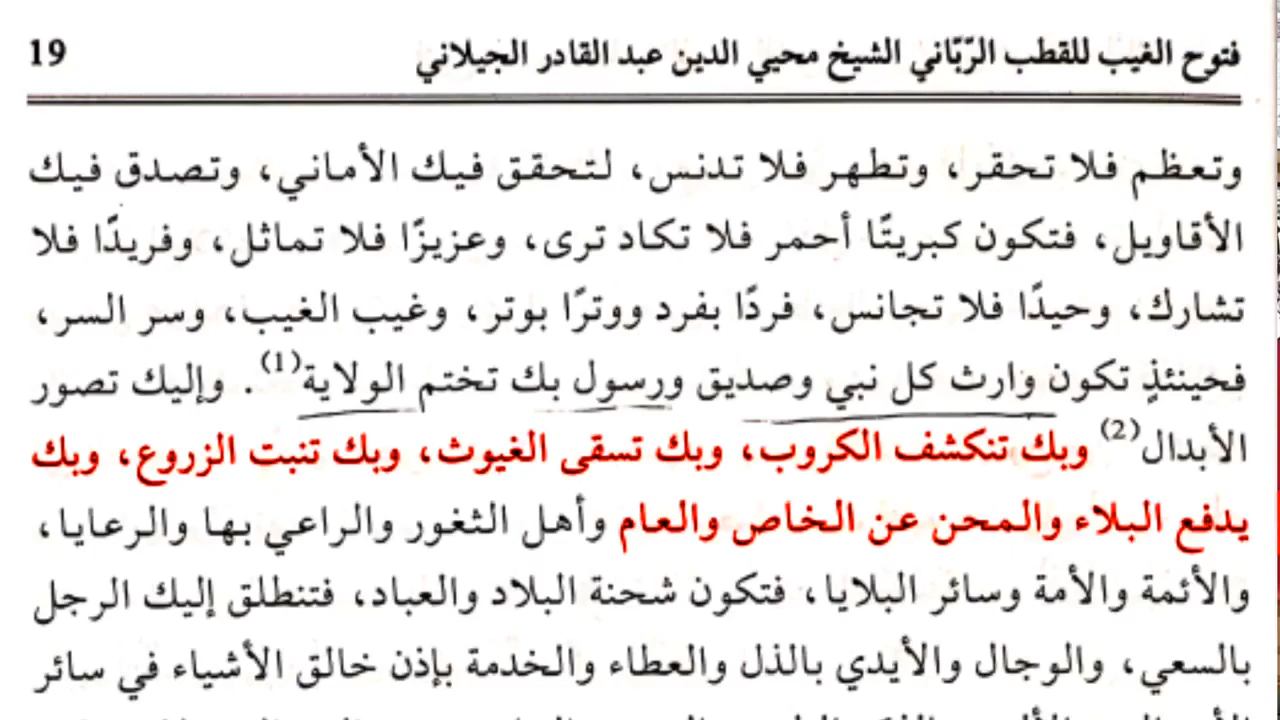 فتوح الغيب للقطب الرّبّاني الشيخ محيي الدين عبد القادر الجيلاني 19
وتعظم فلا تحقر، وتطهر فلا تدنس، لتحقق فيك الأماني، وتصدق فيك
الأقاويل، فتكون كبريتًا أحمر فلا تكاد ترى، وعزيزًا فلا تماثل، وفريدًا فلا
تشارك، وحيدًا فلا تجانس، فردًا بفرد ووترًا بوتر، وغيب الغيب، وسر السر،
فحينئذٍ تكون وارث كل نبي وصديق ورسول بك تختم الولاية(1). وإليك تصور
الأبدال(2) وبك تنكشف الكروب، وبك تسقى الغيوث، وبك تنبت الزروع، وبك
يدفع البلاء والمحن عن الخاص والعام وأهل الثغور والراعي بها والرعايا،
والأئمة والأمة وسائر البلايا، فتكون شحنة البلاد والعباد، فتنطلق إليك الرجل
بالسعي، والوجال والأيدي بالذل والعطاء والخدمة بإذن خالق الأشياء في سائر